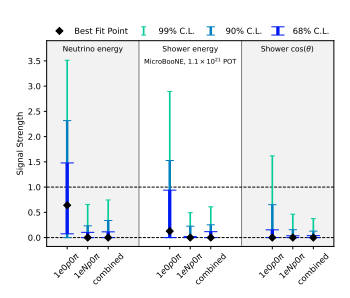 Best Fit Point 99% C.L. 90% C.L. 68% C.L.
Neutrino energy Shower energy Shower cos(θ)
MicroBooNE, 1.1 × 10²¹ POT
Signal Strength
3.5
3.0
2.5
2.0
1.5
1.0
0.5
0.0
1e0p0π 1eNp0π combined 1e0p0π 1eNp0π combined 1e0p0π 1eNp0π combined